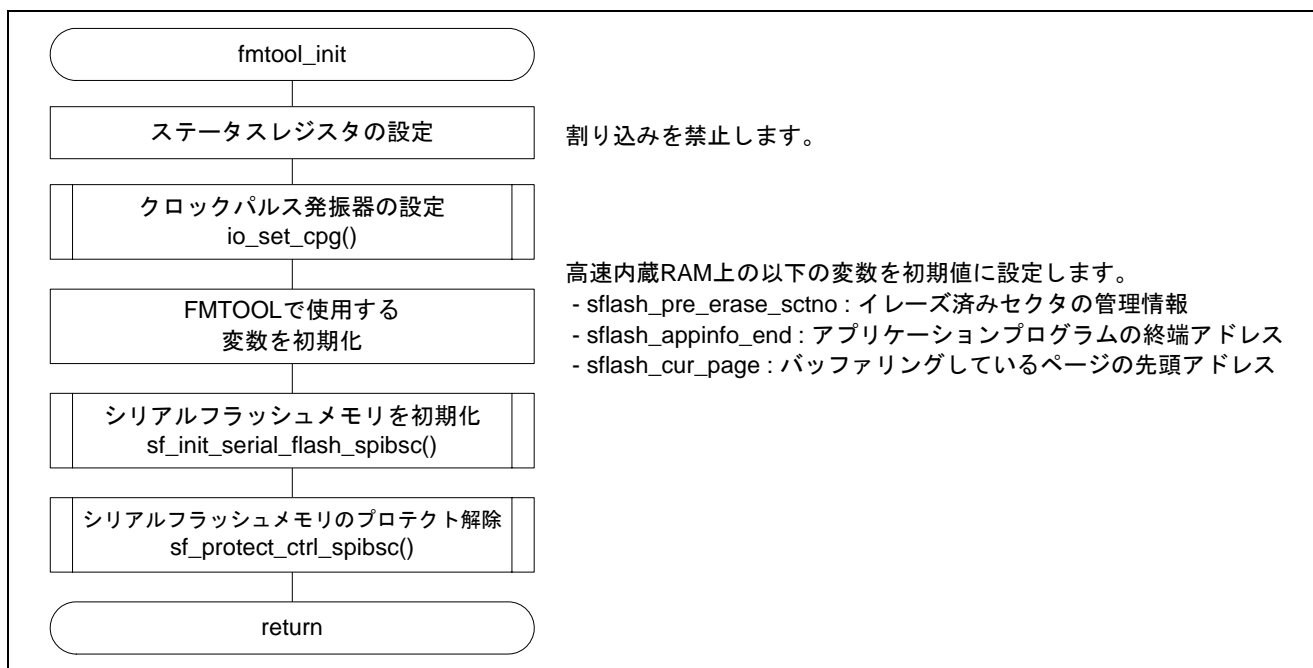 fmtool_init
ステータスレジスタの設定
割り込みを禁止します。
クロックパルス発振器の設定
io_set_cpg()
FMTOOLで使用する
変数を初期化
高速内蔵RAM上の以下の変数を初期値に設定します。
- sflash_pre_erase_sctno : イレーズ済みセクタの管理情報
- sflash_appinfo_end : アプリケーションプログラムの終端アドレス
- sflash_cur_page : バッファリングしているページの先頭アドレス
シリアルフラッシュメモリを初期化
sf_init_serial_flash_spibsc()
シリアルフラッシュメモリのプロテクト解除
sf_protect_ctrl_spibsc()
return